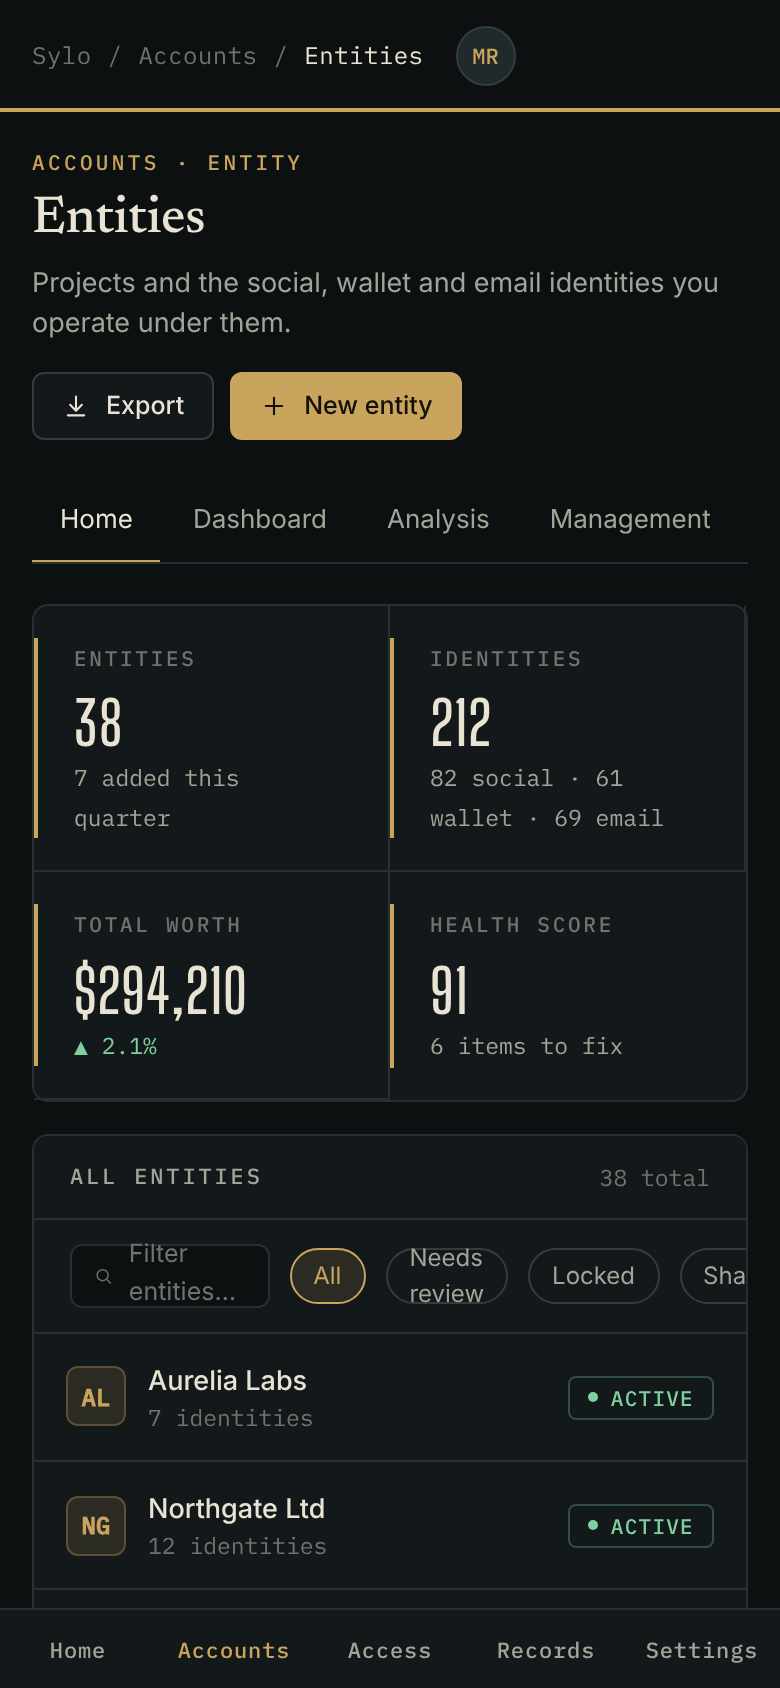 Sylo / Accounts / Entities MR
ACCOUNTS · ENTITY
Entities
Projects and the social, wallet and email identities you
operate under them.
Export New entity
Home Dashboard Analysis Management
ENTITIES
38
7 added this
quarter
IDENTITIES
212
82 social · 61
wallet · 69 email
TOTAL WORTH
$294,210
▲ 2.1%
HEALTH SCORE
91
6 items to fix
ALL ENTITIES 38 total
Filter
entities...
All
Needs
review
Locked
Sha
AL Aurelia Labs
7 identities
ACTIVE
NG Northgate Ltd
12 identities
ACTIVE
Home Accounts Access Records Settings